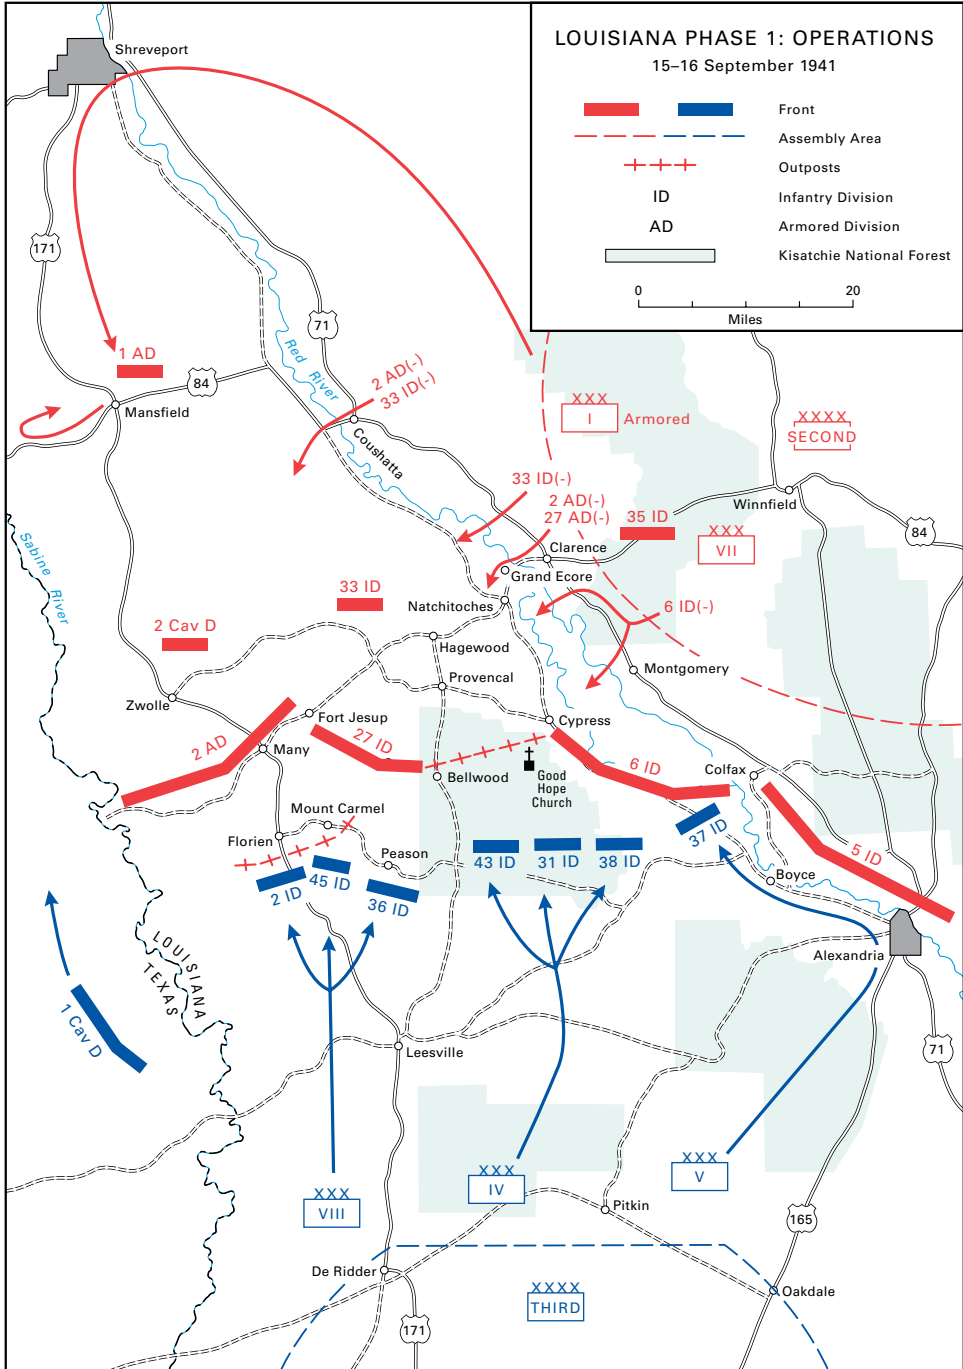 LOUISIANA PHASE 1: OPERATIONS
15–16 September 1941
Front
Assembly Area
Outposts
ID
Infantry Division
AD
Armored Division
Kisatchie National Forest
0
20
Miles
Shreveport
171
71
Red River
1 AD
84
Mansfield
2 AD(-)
33 ID(-)
Coushatta
XXX
I
Armored
XXXX
SECOND
Winnfield
33 ID(-)
2 AD(-)
27 AD(-)
35 ID
XXX
VII
84
Clarence
Grand Ecore
Sabine River
33 ID
Natchitoches
6 ID(-)
2 Cav D
Hagewood
Provencal
Montgomery
Zwolle
Fort Jesup
Cypress
2 AD
Many
27 ID
Bellwood
Good
Hope
Church
6 ID
Colfax
Mount Carmel
Florien
Peason
37 ID
5 ID
43 ID
31 ID
38 ID
45 ID
2 ID
36 ID
Boyce
Alexandria
LOUISIANA
TEXAS
1 Cav D
Leesville
71
XXX
VIII
XXX
IV
XXX
V
Pitkin
165
De Ridder
XXXX
THIRD
Oakdale
171